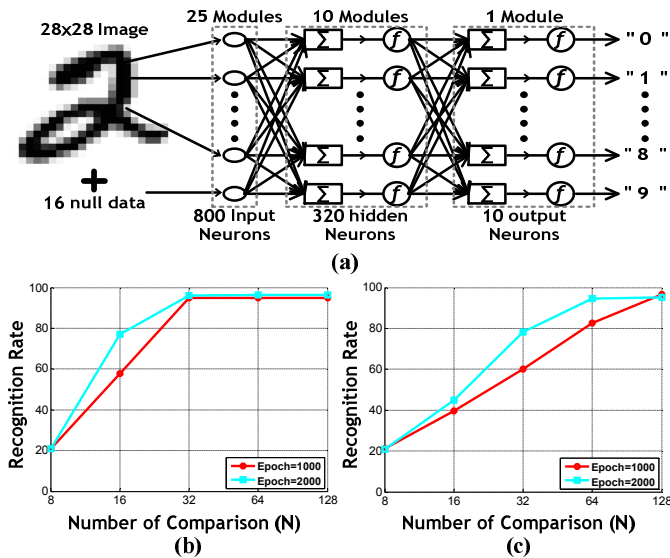 25 Modules 10 Modules 1 Module
28x28 Image
Σ f Σ f " 0 "
Σ f Σ f " 1 "
Σ f Σ f " 8 "
+
16 null data
Σ f Σ f " 9 "
800 Input Neurons
320 hidden Neurons
10 output Neurons
(a)
Recognition Rate
100
80
60
40
20
0
8 16 32 64 128
Epoch=1000
Epoch=2000
Number of Comparison (N)
(b)
Recognition Rate
100
80
60
40
20
0
8 16 32 64 128
Epoch=1000
Epoch=2000
Number of Comparison (N)
(c)